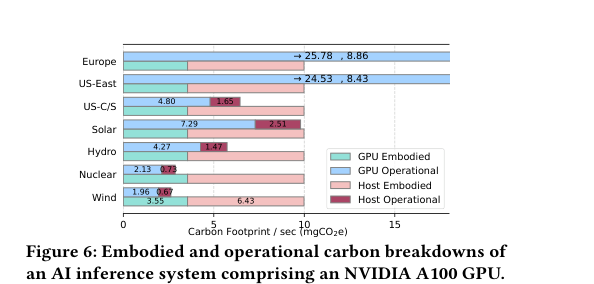 Europe
→ 25.78 , 8.86
US-East
→ 24.53 , 8.43
US-C/S
4.80 1.65
Solar
7.29 2.51
Hydro
4.27 1.47
Nuclear
2.13 0.73
Wind
1.96 0.67
3.55 6.43
GPU Embodied
GPU Operational
Host Embodied
Host Operational
0 5 10 15
Carbon Footprint / sec (mgCO₂e)
Figure 6: Embodied and operational carbon breakdowns of
an AI inference system comprising an NVIDIA A100 GPU.